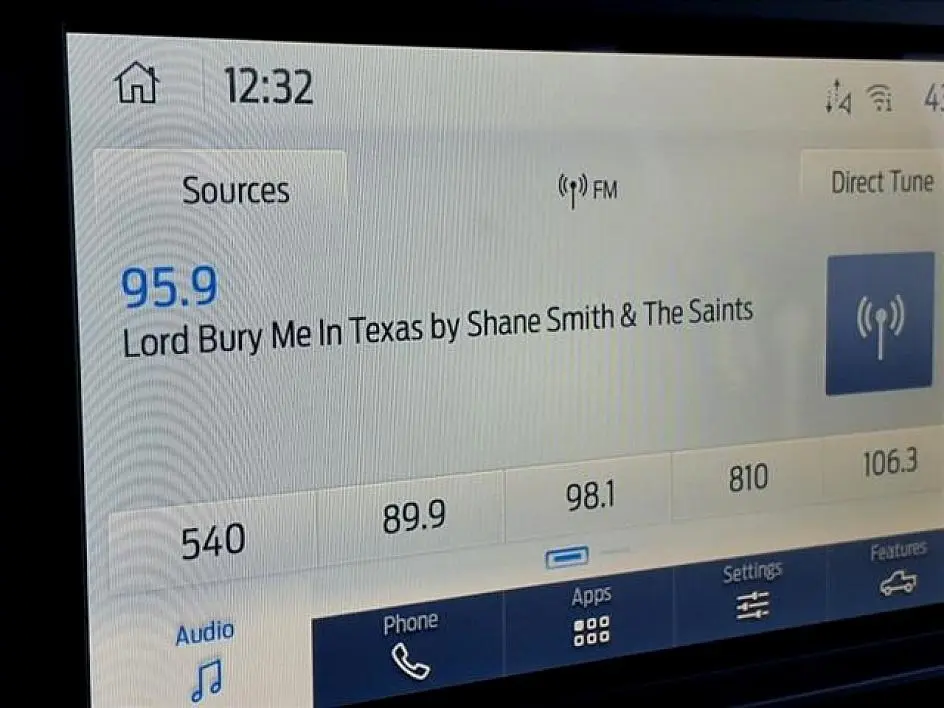 12:32
Sources
FM
Direct Tune
95.9
Lord Bury Me In Texas by Shane Smith & The Saints
540 89.9 98.1 810 106.3
Audio Phone Apps Settings Features